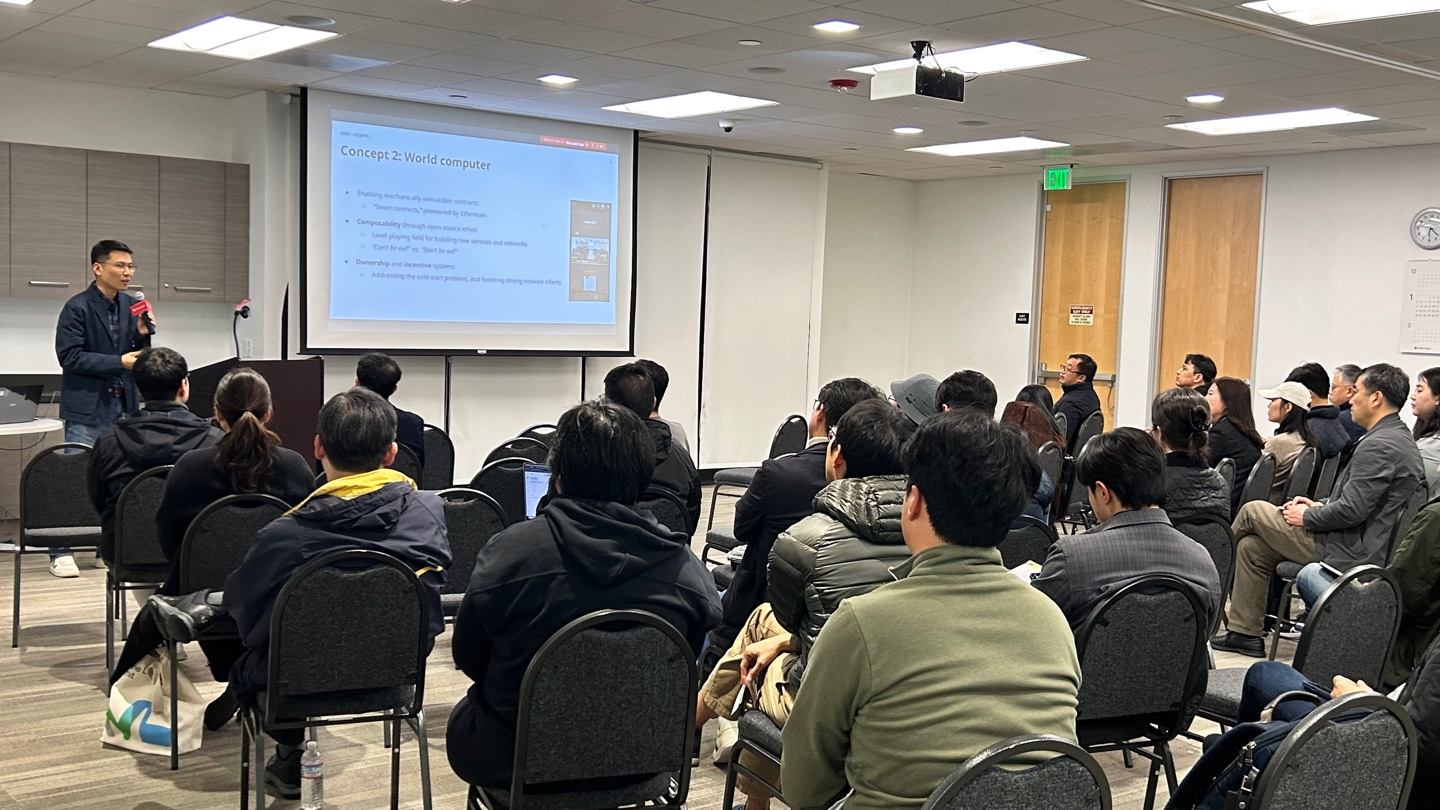 Concept 2: World computer
Enabling mechanically executable contracts
"Smart contracts," pioneered by Ethereum
Composability through open-source ethos
Level playing field for building new services and networks
"Can't be evil" vs. "Don't be evil"
Ownership and incentive systems
Addressing the cold-start problem, and fostering strong network effects
EXIT